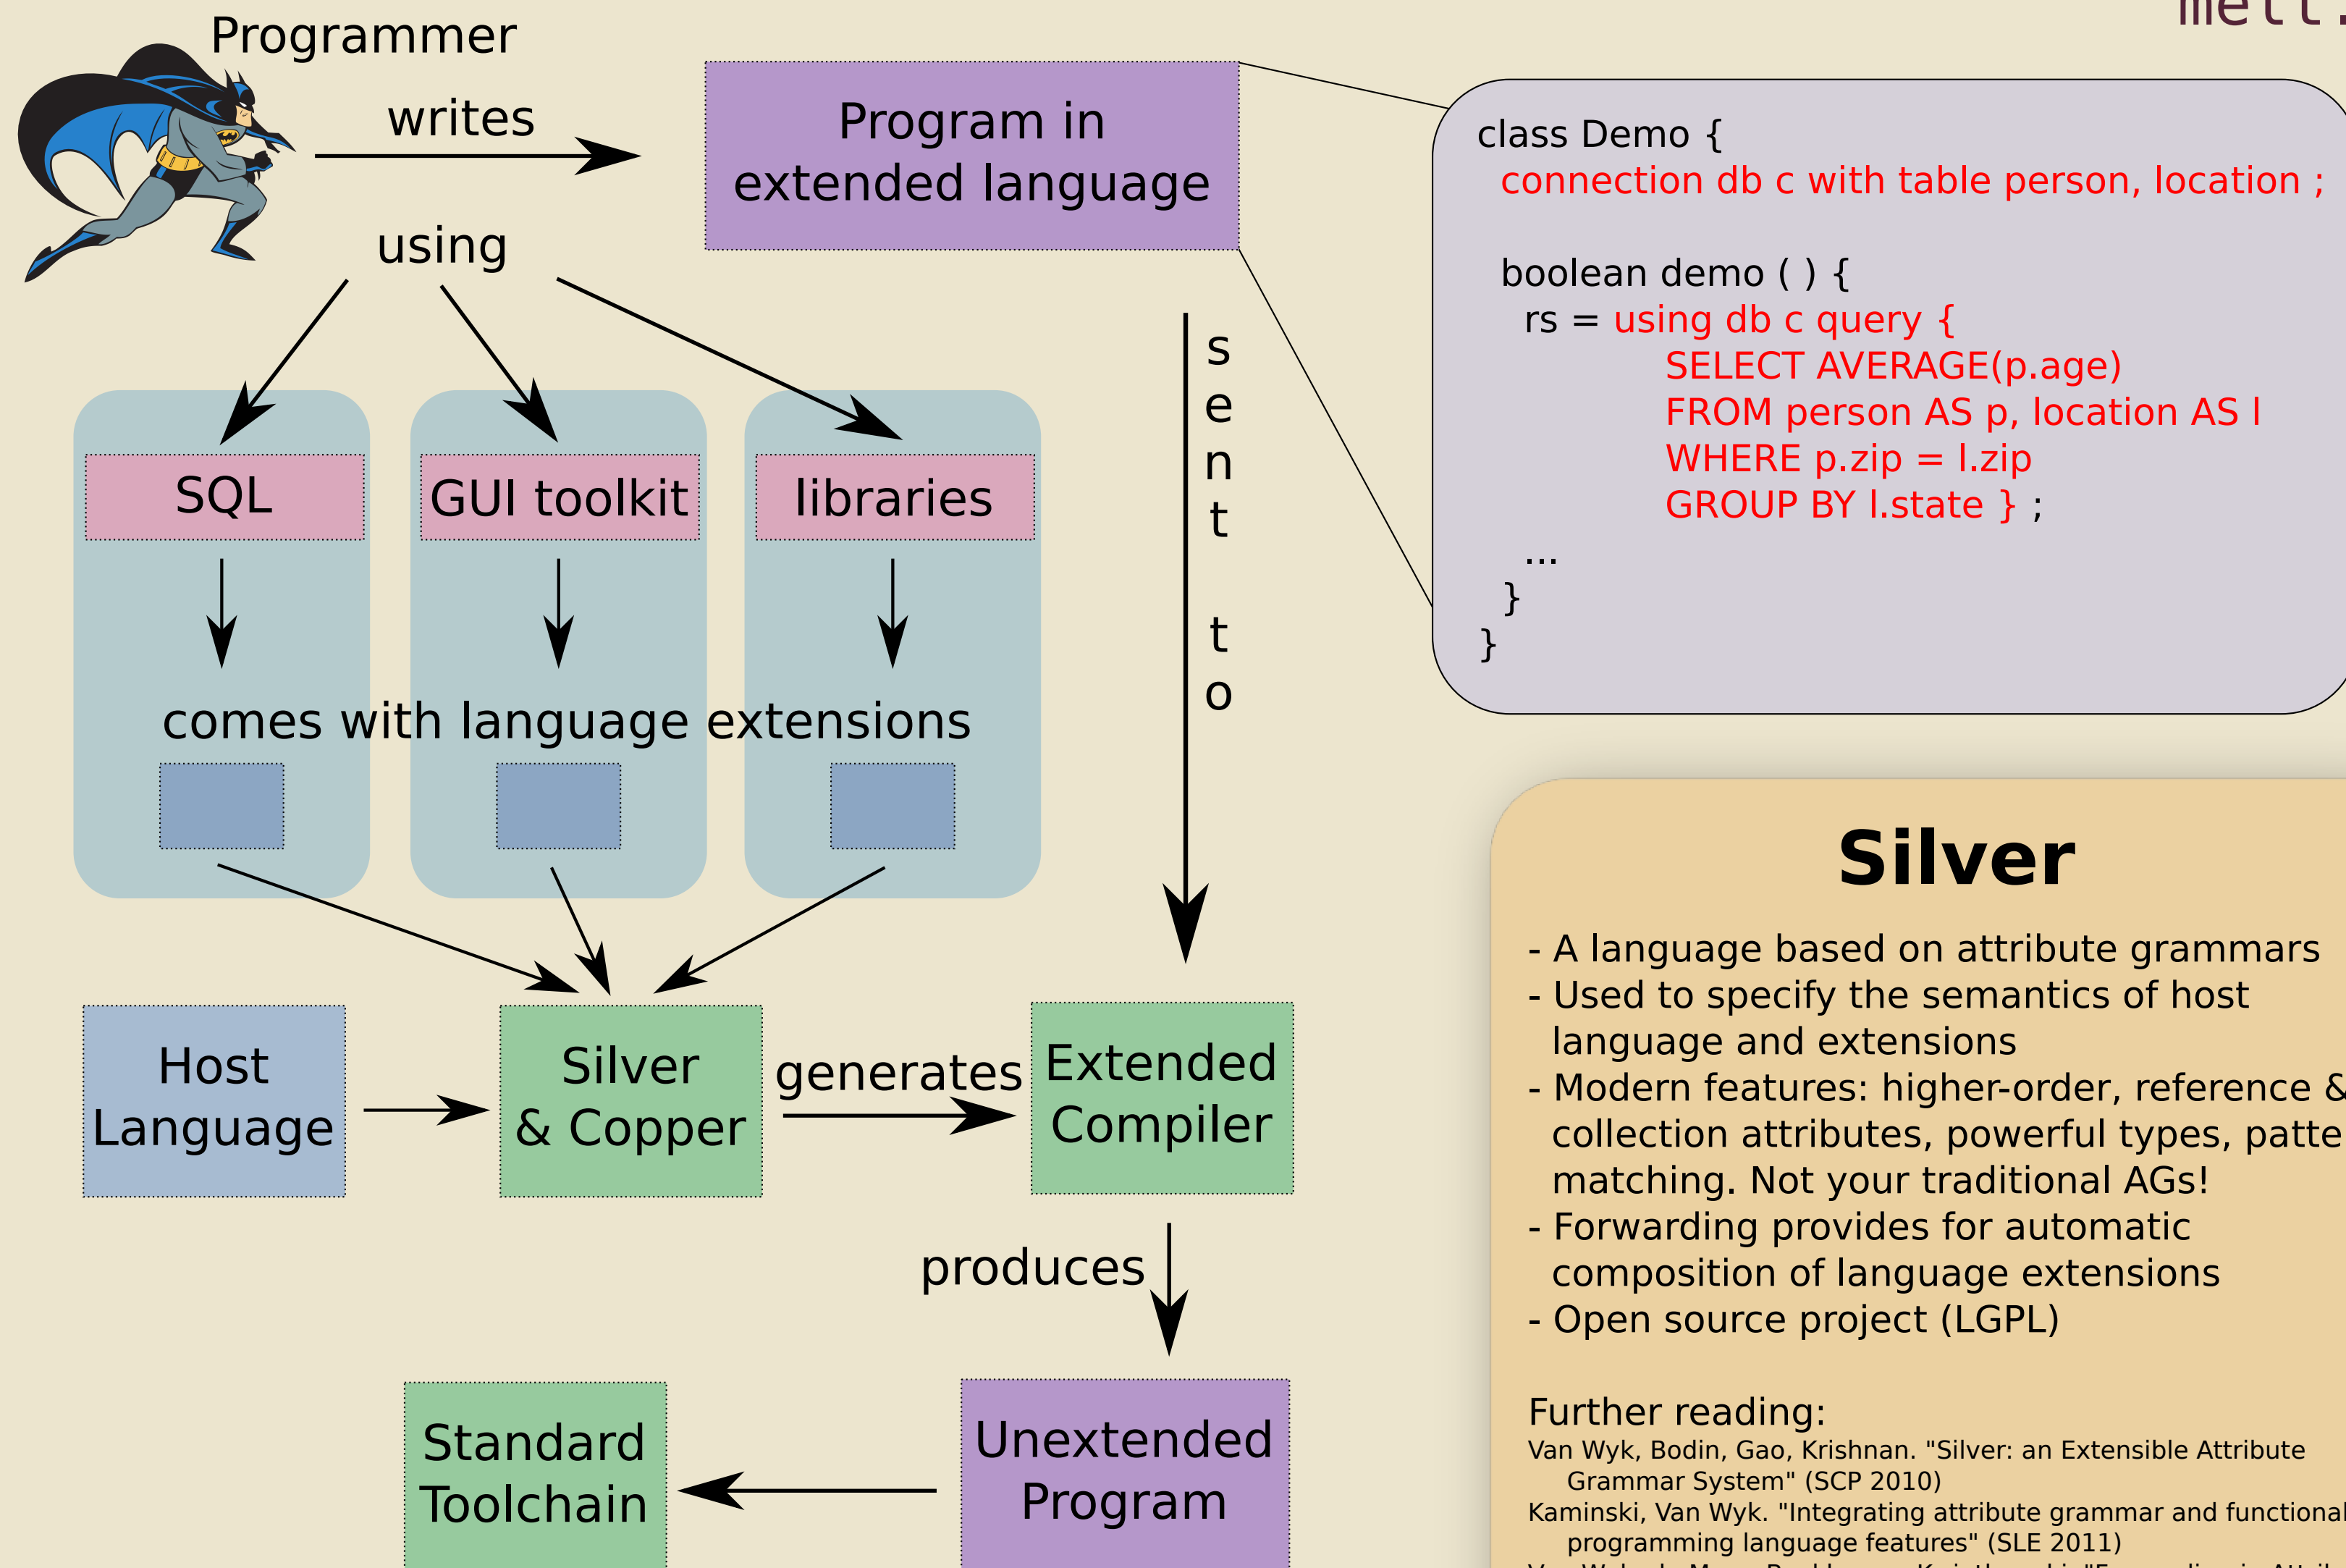 Programmer
writes
using
Program in
extended language
SQL
GUI toolkit
libraries
comes with language extensions
sent to
Host
Language
Silver
& Copper
generates
Extended
Compiler
produces
Standard
Toolchain
Unextended
Program
class Demo {
connection db c with table person, location ;
boolean demo ( ) {
rs = using db c query {
SELECT AVERAGE(p.age)
FROM person AS p, location AS l
WHERE p.zip = l.zip
GROUP BY l.state } ;
...
}
}
Silver
- A language based on attribute grammars
- Used to specify the semantics of host
language and extensions
- Modern features: higher-order, reference &
collection attributes, powerful types, patte
matching. Not your traditional AGs!
- Forwarding provides for automatic
composition of language extensions
- Open source project (LGPL)
Further reading:
Van Wyk, Bodin, Gao, Krishnan. "Silver: an Extensible Attribute
Grammar System" (SCP 2010)
Kaminski, Van Wyk. "Integrating attribute grammar and functional
programming language features" (SLE 2011)